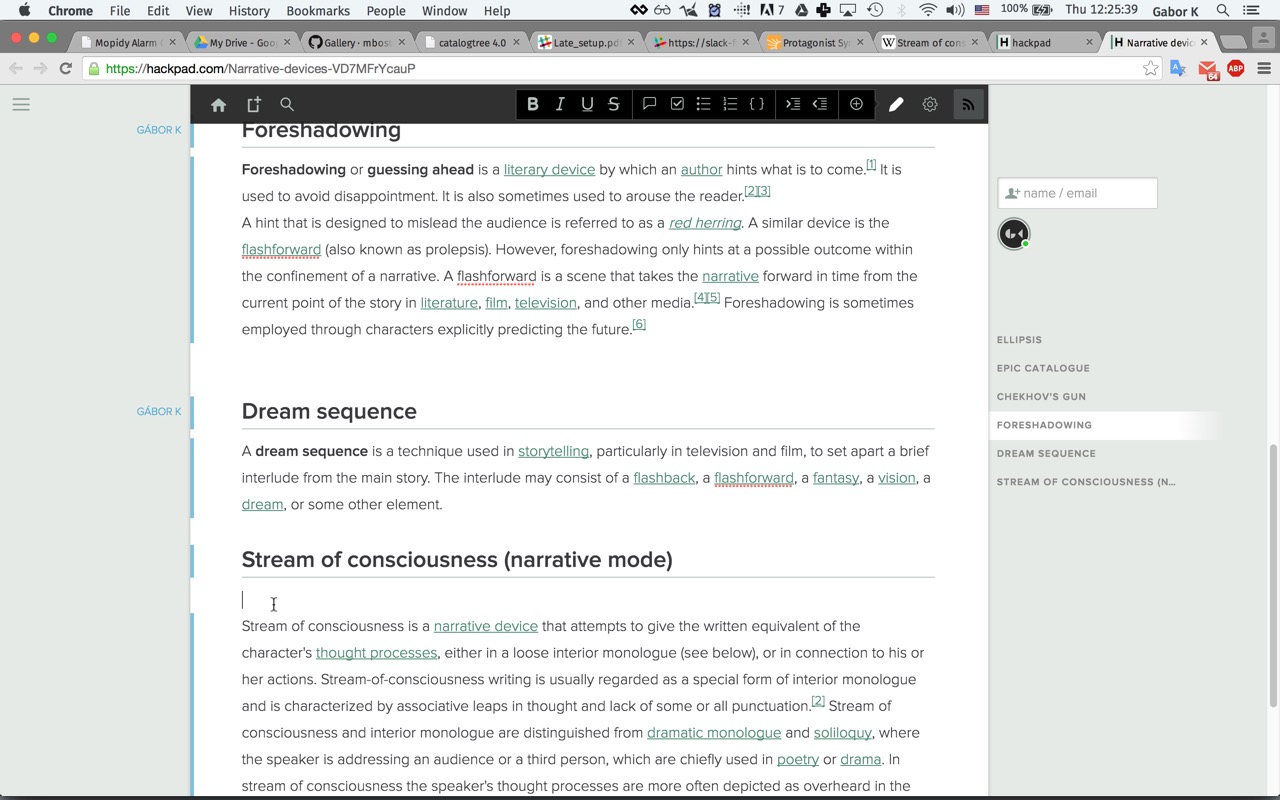 Chrome File Edit View History Bookmarks People Window Help 7 100% Thu 12:25:39 Gabor K
Mopidy Alarm C My Drive - Goo Gallery · mbost catalogtree 4.0 Late_setup.pdf https://slack-f Protagonist Sy Stream of cons hackpad Narrative devic
https://hackpad.com/Narrative-devices-VD7MFrYcauP 64 ABP
B I U S { }
GÁBOR K
Foreshadowing
Foreshadowing or guessing ahead is a literary device by which an author hints what is to come.[1] It is
used to avoid disappointment. It is also sometimes used to arouse the reader.[2][3]
A hint that is designed to mislead the audience is referred to as a red herring. A similar device is the
flashforward (also known as prolepsis). However, foreshadowing only hints at a possible outcome within
the confinement of a narrative. A flashforward is a scene that takes the narrative forward in time from the
current point of the story in literature, film, television, and other media.[4][5] Foreshadowing is sometimes
employed through characters explicitly predicting the future.[6]
GÁBOR K
Dream sequence
A dream sequence is a technique used in storytelling, particularly in television and film, to set apart a brief
interlude from the main story. The interlude may consist of a flashback, a flashforward, a fantasy, a vision, a
dream, or some other element.
Stream of consciousness (narrative mode)
Stream of consciousness is a narrative device that attempts to give the written equivalent of the
character's thought processes, either in a loose interior monologue (see below), or in connection to his or
her actions. Stream-of-consciousness writing is usually regarded as a special form of interior monologue
and is characterized by associative leaps in thought and lack of some or all punctuation.[2] Stream of
consciousness and interior monologue are distinguished from dramatic monologue and soliloquy, where
the speaker is addressing an audience or a third person, which are chiefly used in poetry or drama. In
stream of consciousness the speaker's thought processes are more often depicted as overheard in the
name / email
ELLIPSIS
EPIC CATALOGUE
CHEKHOV'S GUN
FORESHADOWING
DREAM SEQUENCE
STREAM OF CONSCIOUSNESS (N...